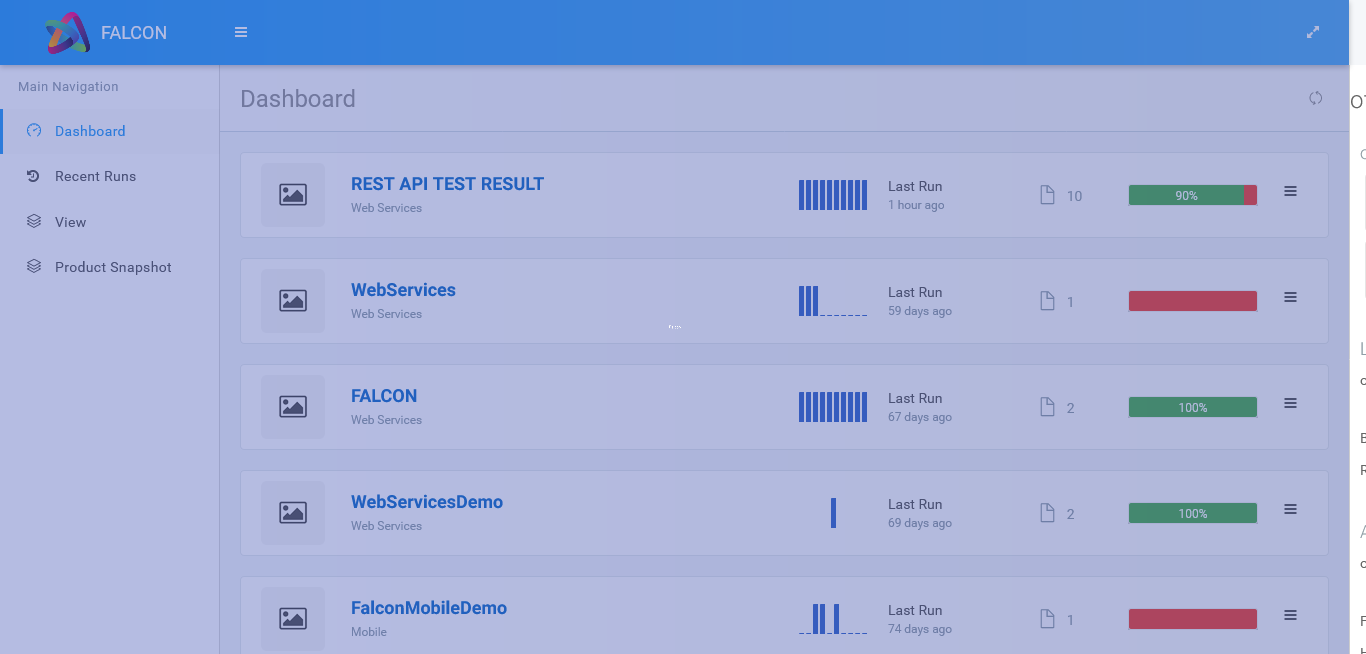 FALCON
Main Navigation
Dashboard
Recent Runs
View
Product Snapshot
Dashboard
REST API TEST RESULT
Web Services
Last Run
1 hour ago
10
90%
WebServices
Web Services
Last Run
59 days ago
1
FALCON
Web Services
Last Run
67 days ago
2
100%
WebServicesDemo
Web Services
Last Run
69 days ago
2
100%
FalconMobileDemo
Mobile
Last Run
74 days ago
1